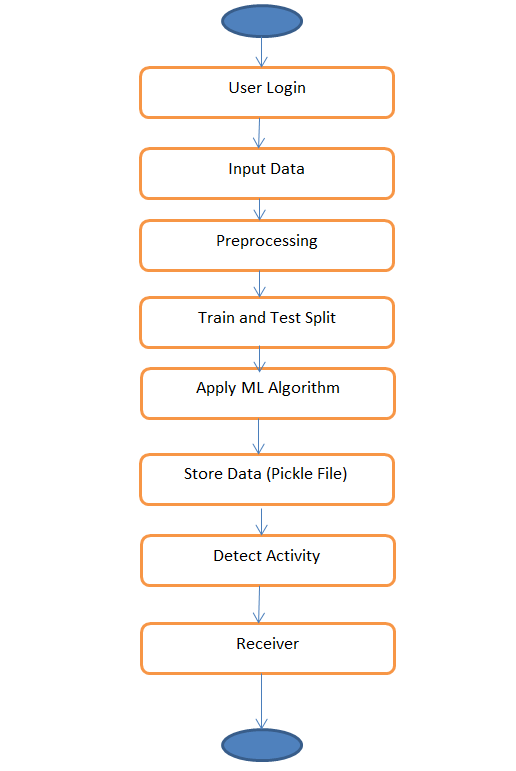 User Login
Input Data
Preprocessing
Train and Test Split
Apply ML Algorithm
Store Data (Pickle File)
Detect Activity
Receiver